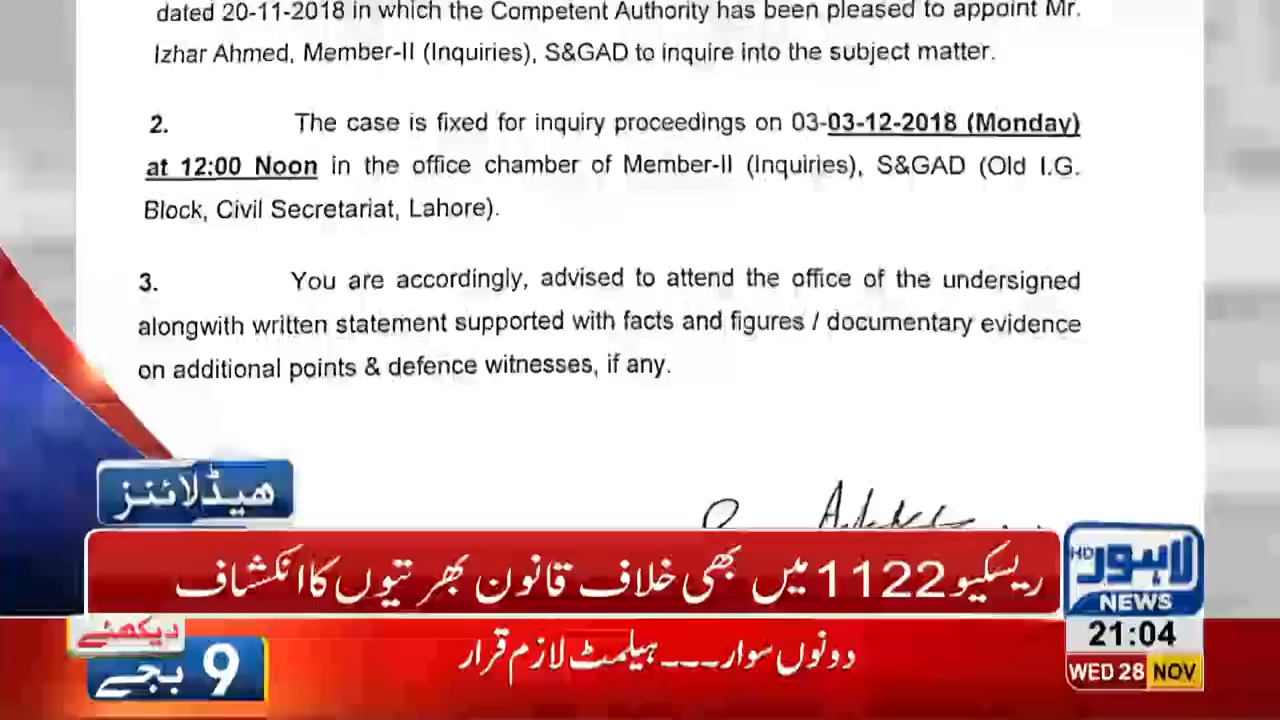 dated 20-11-2018 in which the Competent Authority has been pleased to appoint Mr.
Izhar Ahmed, Member-II (Inquiries), S&GAD to inquire into the subject matter.
2. The case is fixed for inquiry proceedings on 03-03-12-2018 (Monday)
at 12:00 Noon in the office chamber of Member-II (Inquiries), S&GAD (Old I.G.
Block, Civil Secretariat, Lahore).
3. You are accordingly, advised to attend the office of the undersigned
alongwith written statement supported with facts and figures / documentary evidence
on additional points & defence witnesses, if any.
ہیڈلائنز
ریسکیو 1122 میں بھی خلاف قانون بھرتیوں کا انکشاف
لاہور HD
NEWS
21:04
WED 28 NOV
دیکھئے
9 بجے
دونوں سوار۔۔۔ہیلمٹ لازم قرار